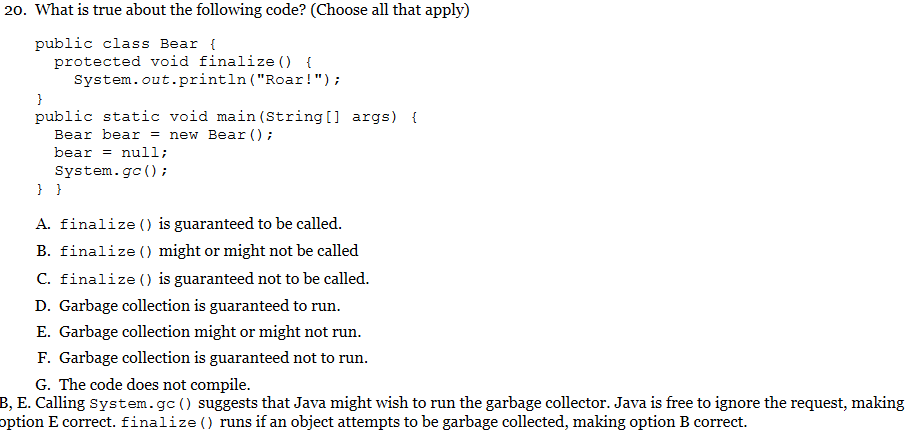 20. What is true about the following code? (Choose all that apply)
public class Bear {
protected void finalize() {
System.out.println("Roar!");
}
public static void main(String[] args) {
Bear bear = new Bear();
bear = null;
System.gc();
} }
A. finalize() is guaranteed to be called.
B. finalize() might or might not be called
C. finalize() is guaranteed not to be called.
D. Garbage collection is guaranteed to run.
E. Garbage collection might or might not run.
F. Garbage collection is guaranteed not to run.
G. The code does not compile.
B, E. Calling System.gc() suggests that Java might wish to run the garbage collector. Java is free to ignore the request, making
option E correct. finalize() runs if an object attempts to be garbage collected, making option B correct.